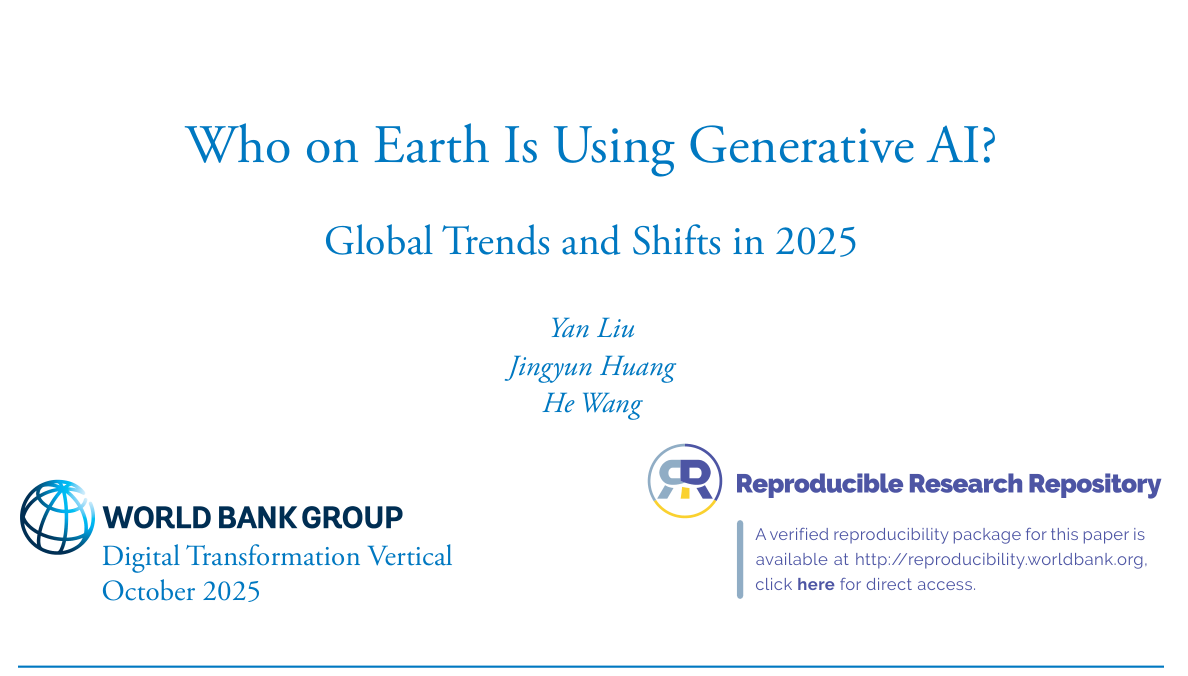 Who on Earth Is Using Generative AI?
Global Trends and Shifts in 2025
Yan Liu
Jingyun Huang
He Wang
WORLD BANK GROUP
Digital Transformation Vertical
October 2025
RR
Reproducible Research Repository
A verified reproducibility package for this paper is
available at http://reproducibility.worldbank.org,
click here for direct access.